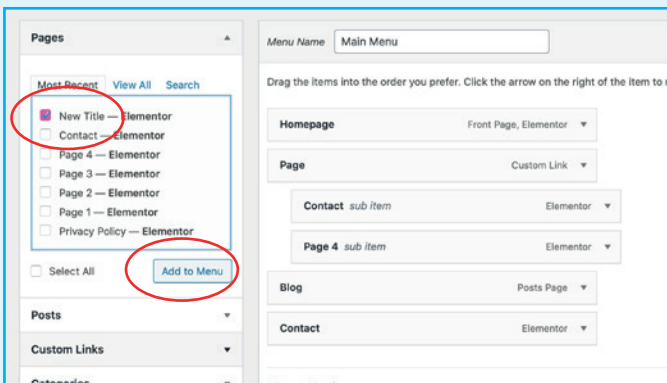 Pages
Most Recent View All Search
New Title — Elementor
Contact — Elementor
Page 4 — Elementor
Page 3 — Elementor
Page 2 — Elementor
Page 1 — Elementor
Privacy Policy — Elementor
Select All Add to Menu
Posts
Custom Links
Categories
Menu Name Main Menu
Drag the items into the order you prefer. Click the arrow on the right of the item to
Homepage Front Page, Elementor
Page Custom Link
Contact sub item Elementor
Page 4 sub item Elementor
Blog Posts Page
Contact Elementor